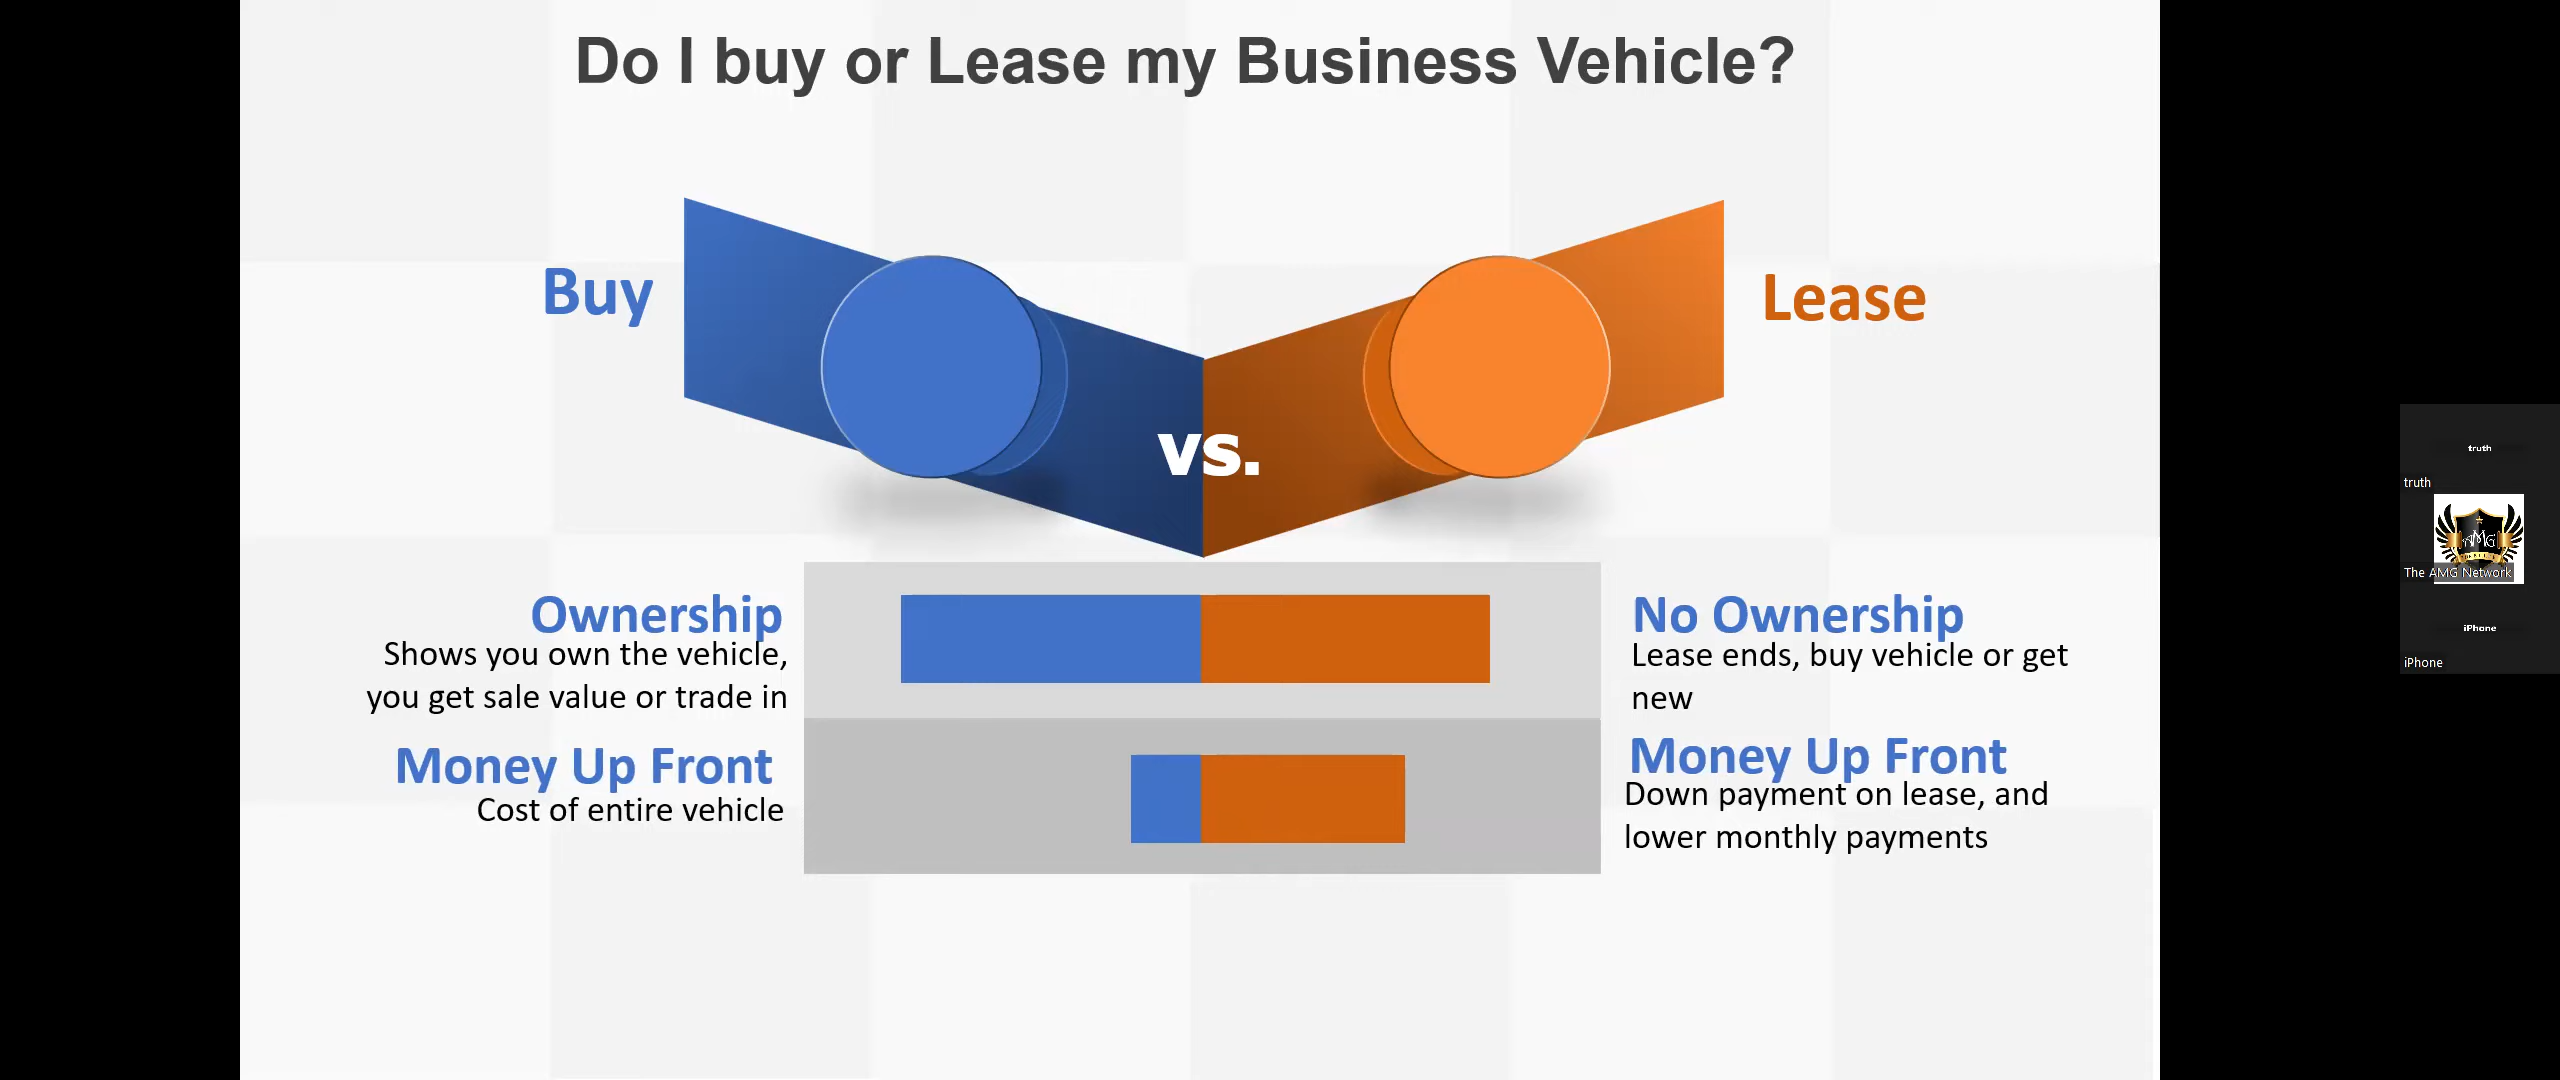 Do I buy or Lease my Business Vehicle?
Buy
Lease
vs.
Ownership
Shows you own the vehicle,
you get sale value or trade in
No Ownership
Lease ends, buy vehicle or get
new
Money Up Front
Cost of entire vehicle
Money Up Front
Down payment on lease, and
lower monthly payments
truth
truth
AMG
The AMG Network
iPhone
iPhone